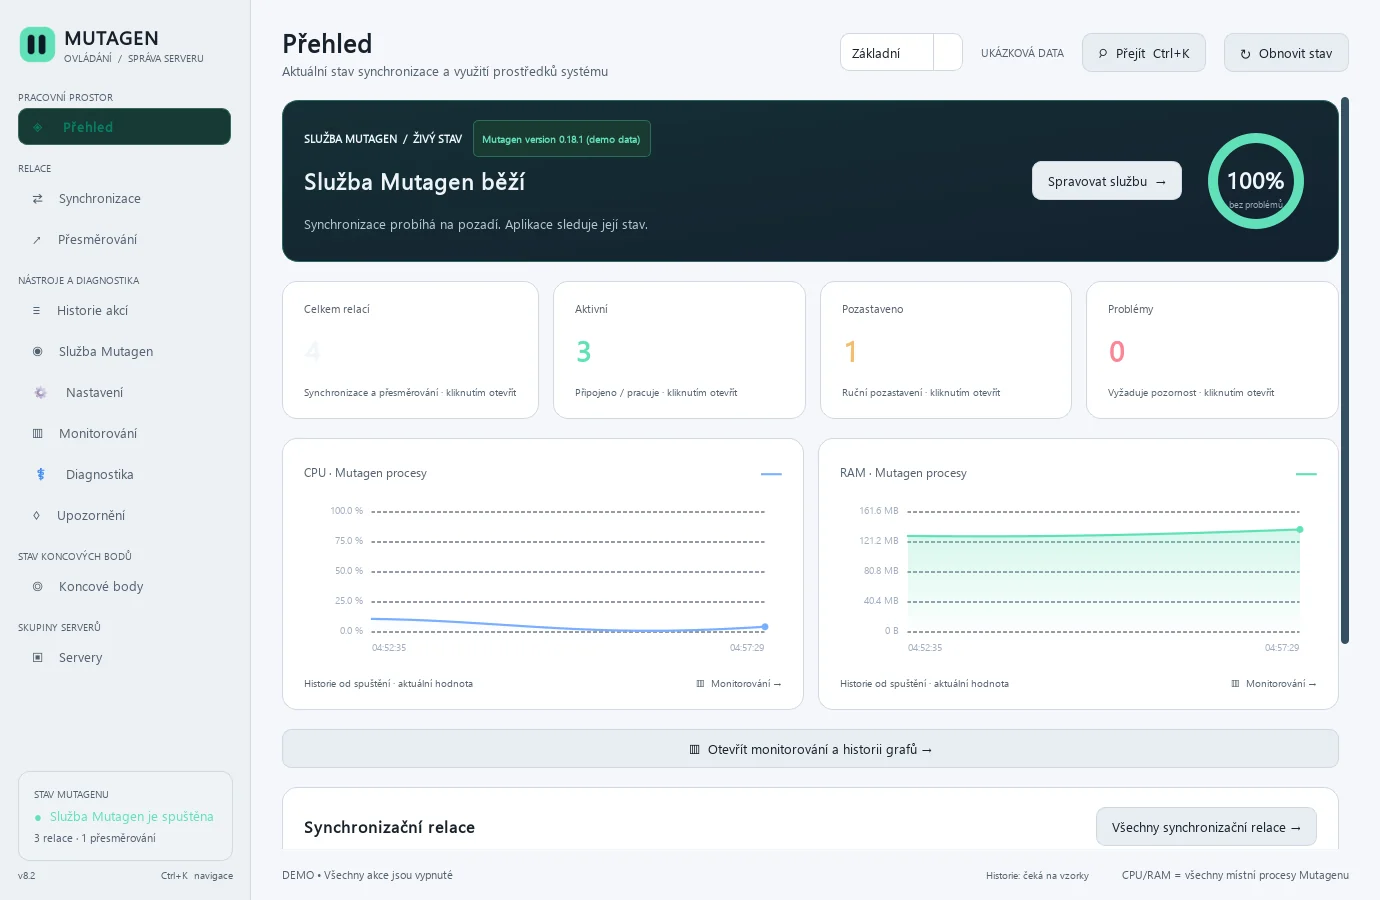 MUTAGEN
OVLÁDÁNÍ / SPRÁVA SERVERU
PRACOVNÍ PROSTOR
Přehled
RELACE
Synchronizace
Přesměrování
NÁSTROJE A DIAGNOSTIKA
Historie akcí
Služba Mutagen
Nastavení
Monitorování
Diagnostika
Upozornění
STAV KONCOVÝCH BODŮ
Koncové body
SKUPINY SERVERŮ
Servery
STAV MUTAGENU
● Služba Mutagen je spuštěna
3 relace · 1 přesměrování
v8.2 Ctrl+K navigace
Přehled
Aktuální stav synchronizace a využití prostředků systému
Základní
UKÁZKOVÁ DATA
Přejít Ctrl+K
↻ Obnovit stav
SLUŽBA MUTAGEN / ŽIVÝ STAV
Mutagen version 0.18.1 (demo data)
Služba Mutagen běží
Synchronizace probíhá na pozadí. Aplikace sleduje její stav.
Spravovat službu →
100%
bez problémů
Celkem relací
4
Synchronizace a přesměrování · kliknutím otevřít
Aktivní
3
Připojeno / pracuje · kliknutím otevřít
Pozastaveno
1
Ruční pozastavení · kliknutím otevřít
Problémy
0
Vyžaduje pozornost · kliknutím otevřít
CPU · Mutagen procesy
100.0 %
75.0 %
50.0 %
25.0 %
0.0 %
04:52:35 04:57:29
Historie od spuštění · aktuální hodnota
Monitorování →
RAM · Mutagen procesy
161.6 MB
121.2 MB
80.8 MB
40.4 MB
0 B
04:52:35 04:57:29
Historie od spuštění · aktuální hodnota
Monitorování →
Otevřít monitorování a historii grafů →
Synchronizační relace
Všechny synchronizační relace →
DEMO • Všechny akce jsou vypnuté
Historie: čeká na vzorky
CPU/RAM = všechny místní procesy Mutagenu